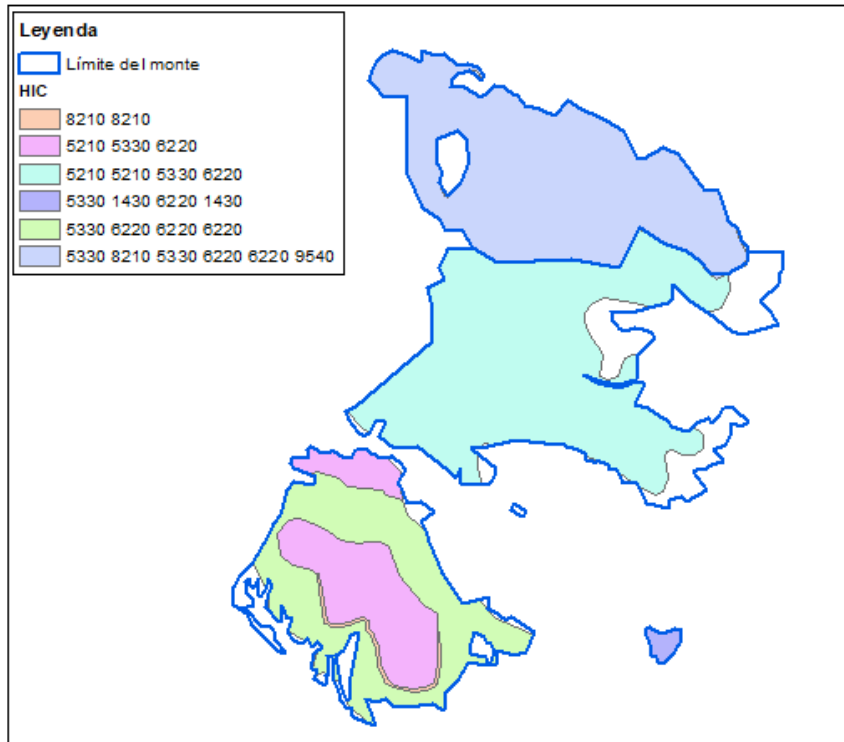 Leyenda
Límite del monte
HIC
8210 8210
5210 5330 6220
5210 5210 5330 6220
5330 1430 6220 1430
5330 6220 6220 6220
5330 8210 5330 6220 6220 9540